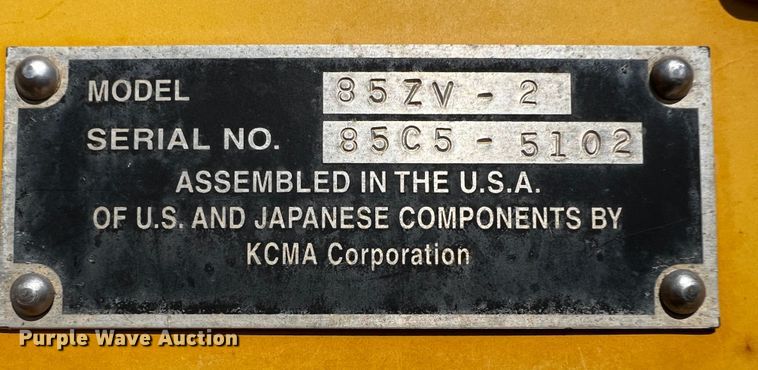 MODEL 85ZV-2
SERIAL NO. 85C5-5102
ASSEMBLED IN THE U.S.A.
OF U.S. AND JAPANESE COMPONENTS BY
KCMA Corporation
Purple Wave Auction